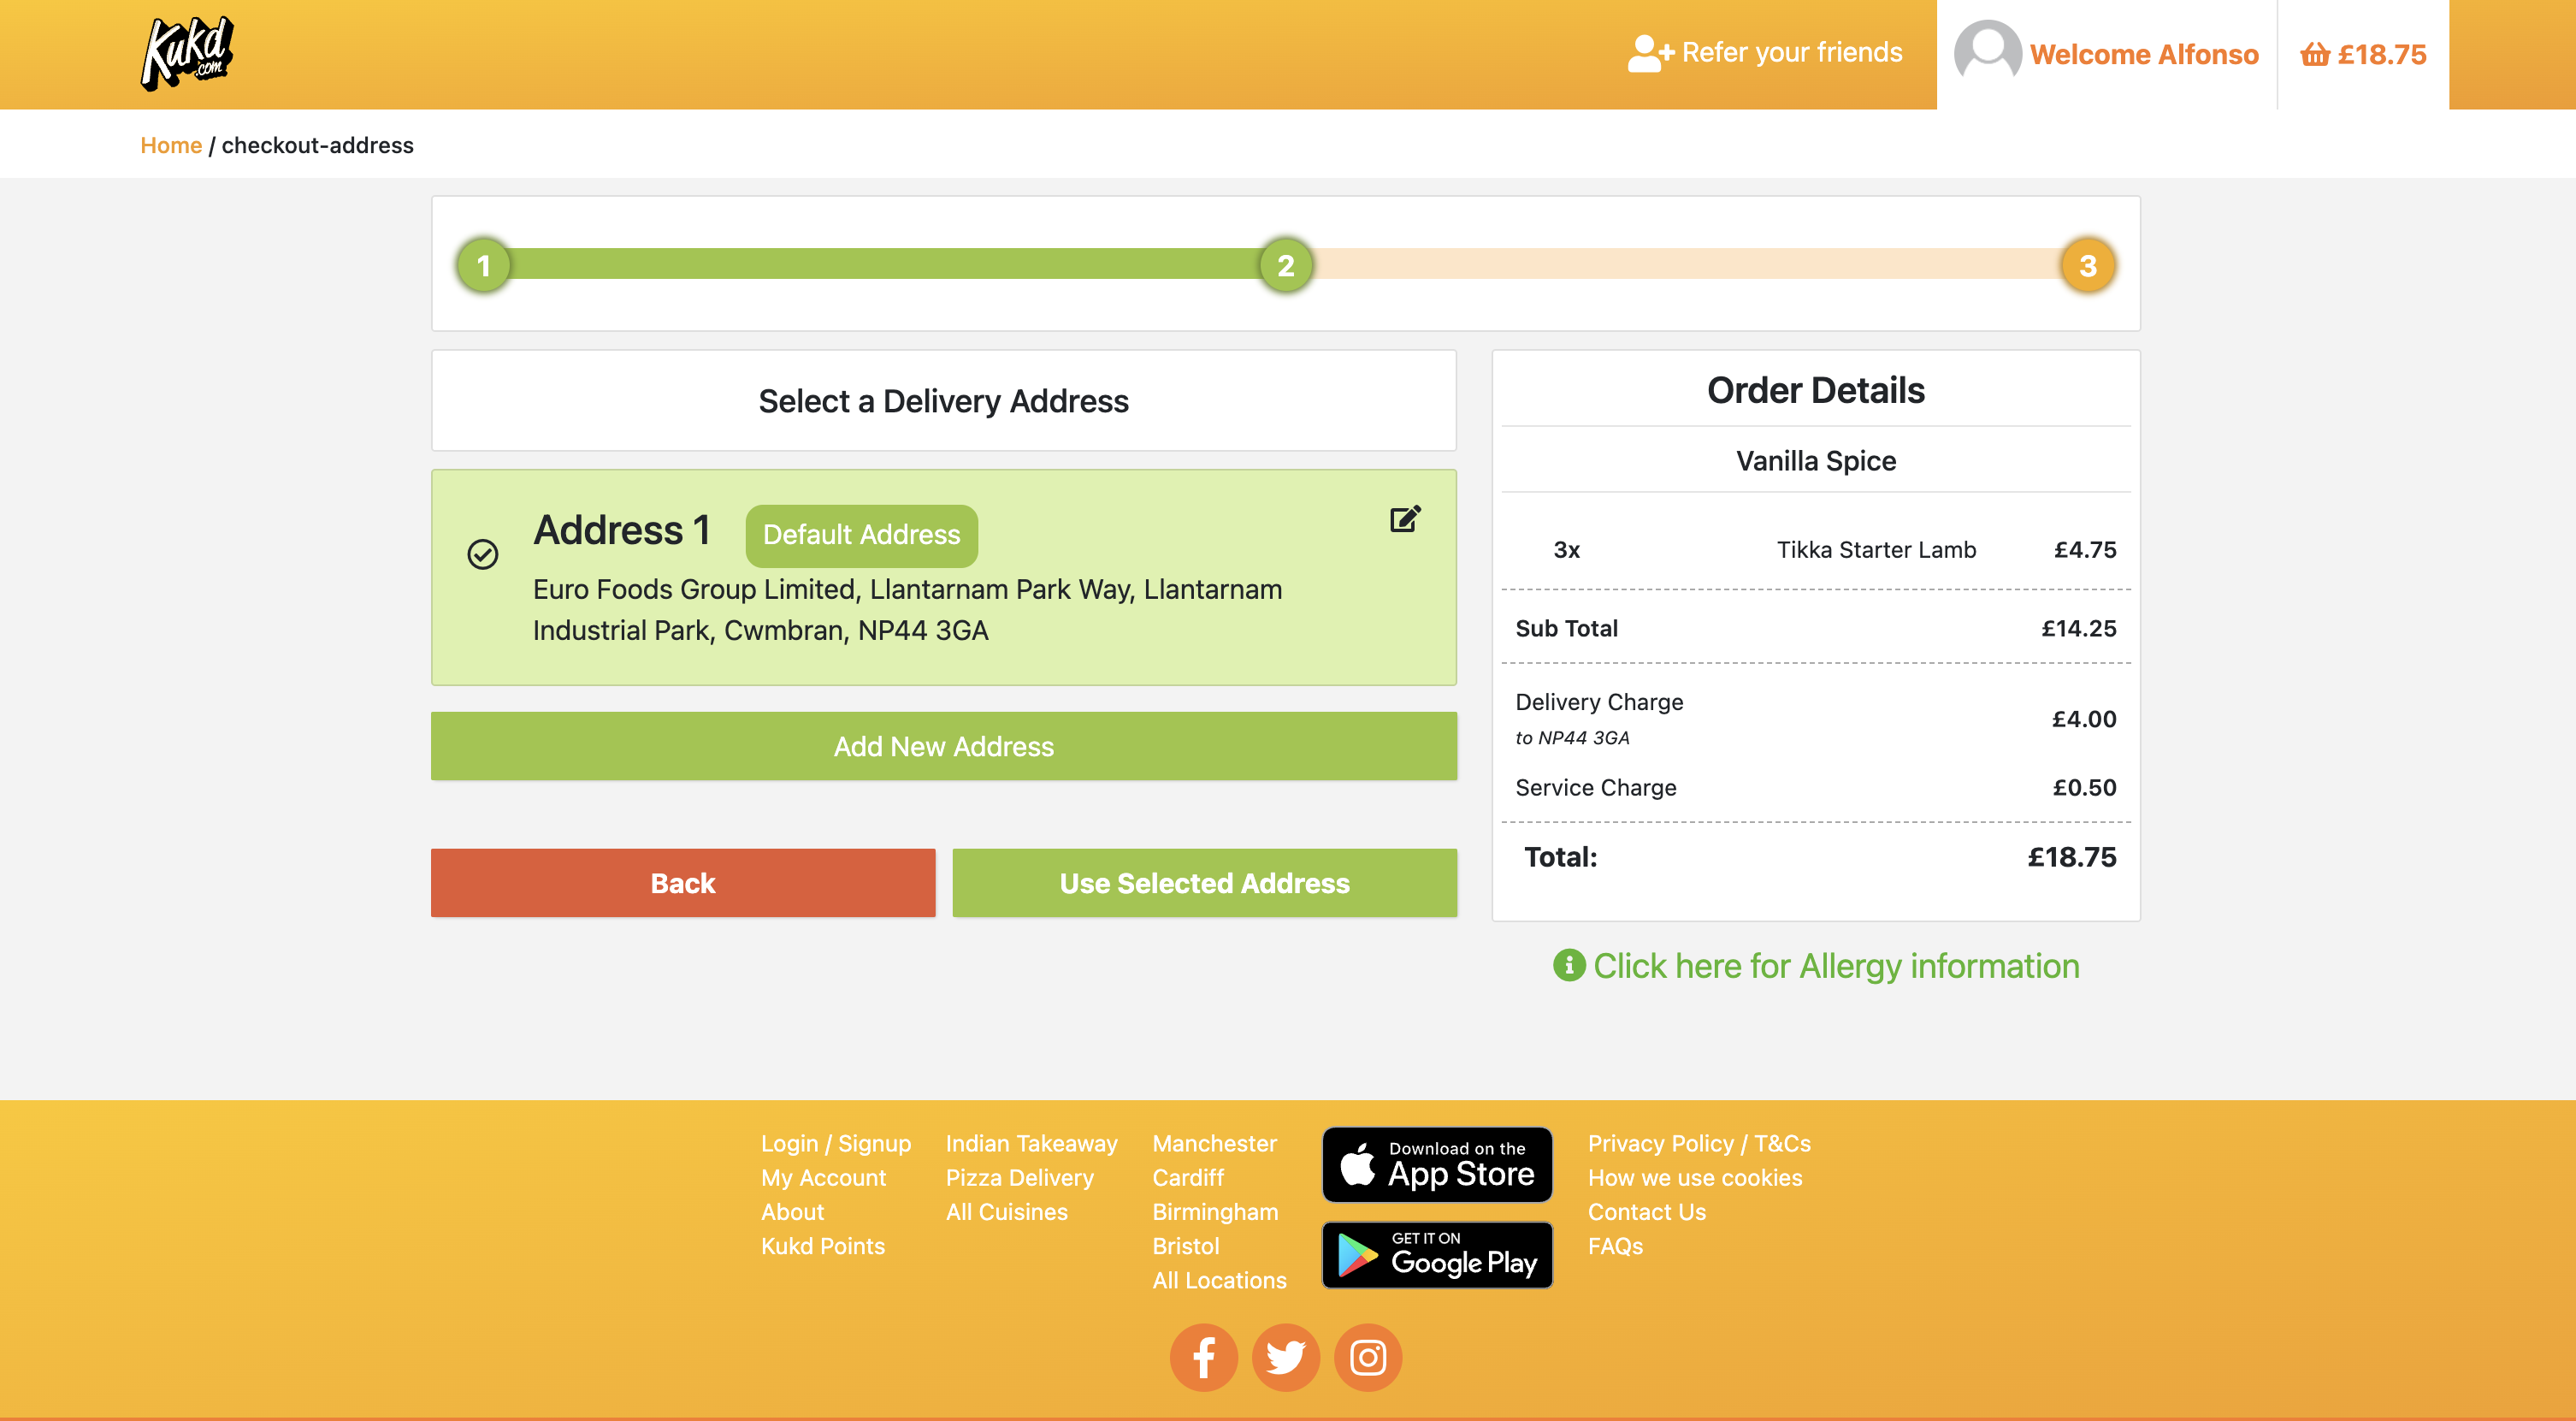 Kukd.com
Refer your friends
Welcome Alfonso
£18.75
Home / checkout-address
1
2
3
Select a Delivery Address
Address 1
Default Address
Euro Foods Group Limited, Llantarnam Park Way, Llantarnam
Industrial Park, Cwmbran, NP44 3GA
Add New Address
Back
Use Selected Address
Order Details
Vanilla Spice
3x Tikka Starter Lamb £4.75
Sub Total £14.25
Delivery Charge
to NP44 3GA
£4.00
Service Charge £0.50
Total: £18.75
Click here for Allergy information
Login / Signup
My Account
About
Kukd Points
Indian Takeaway
Pizza Delivery
All Cuisines
Manchester
Cardiff
Birmingham
Bristol
All Locations
Download on the
App Store
GET IT ON
Google Play
Privacy Policy / T&Cs
How we use cookies
Contact Us
FAQs